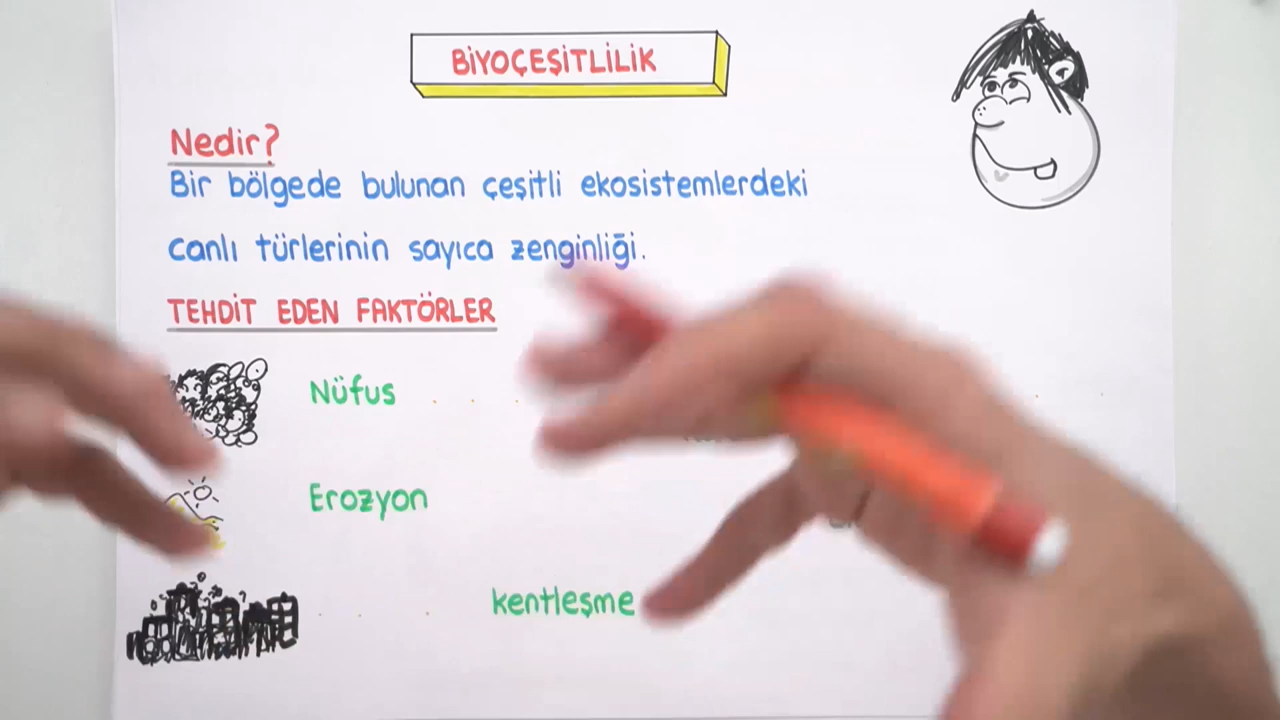 BİYOÇEŞİTLİLİK
Nedir?
Bir bölgede bulunan çeşitli ekosistemlerdeki
canlı türlerinin sayıca zenginliği.
TEHDİT EDEN FAKTÖRLER
Nüfus
Erozyon
kentleşme